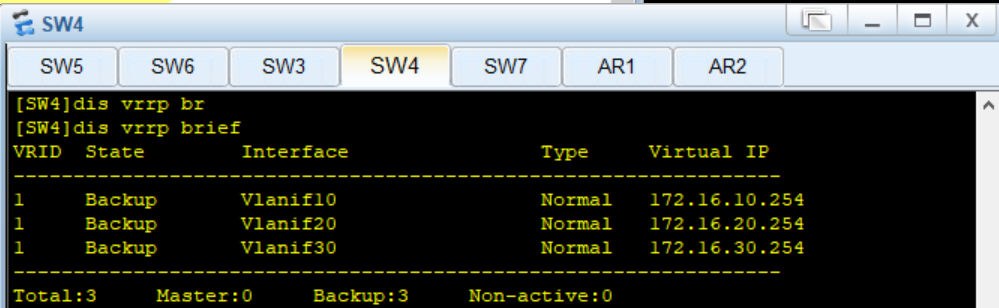 SW4
X
SW5 SW6 SW3 SW4 SW7 AR1 AR2
[SW4]dis vrrp br
[SW4]dis vrrp brief
VRID State Interface Type Virtual IP
----------------------------------------------------------------
1 Backup Vlanif10 Normal 172.16.10.254
1 Backup Vlanif20 Normal 172.16.20.254
1 Backup Vlanif30 Normal 172.16.30.254
----------------------------------------------------------------
Total:3 Master:0 Backup:3 Non-active:0